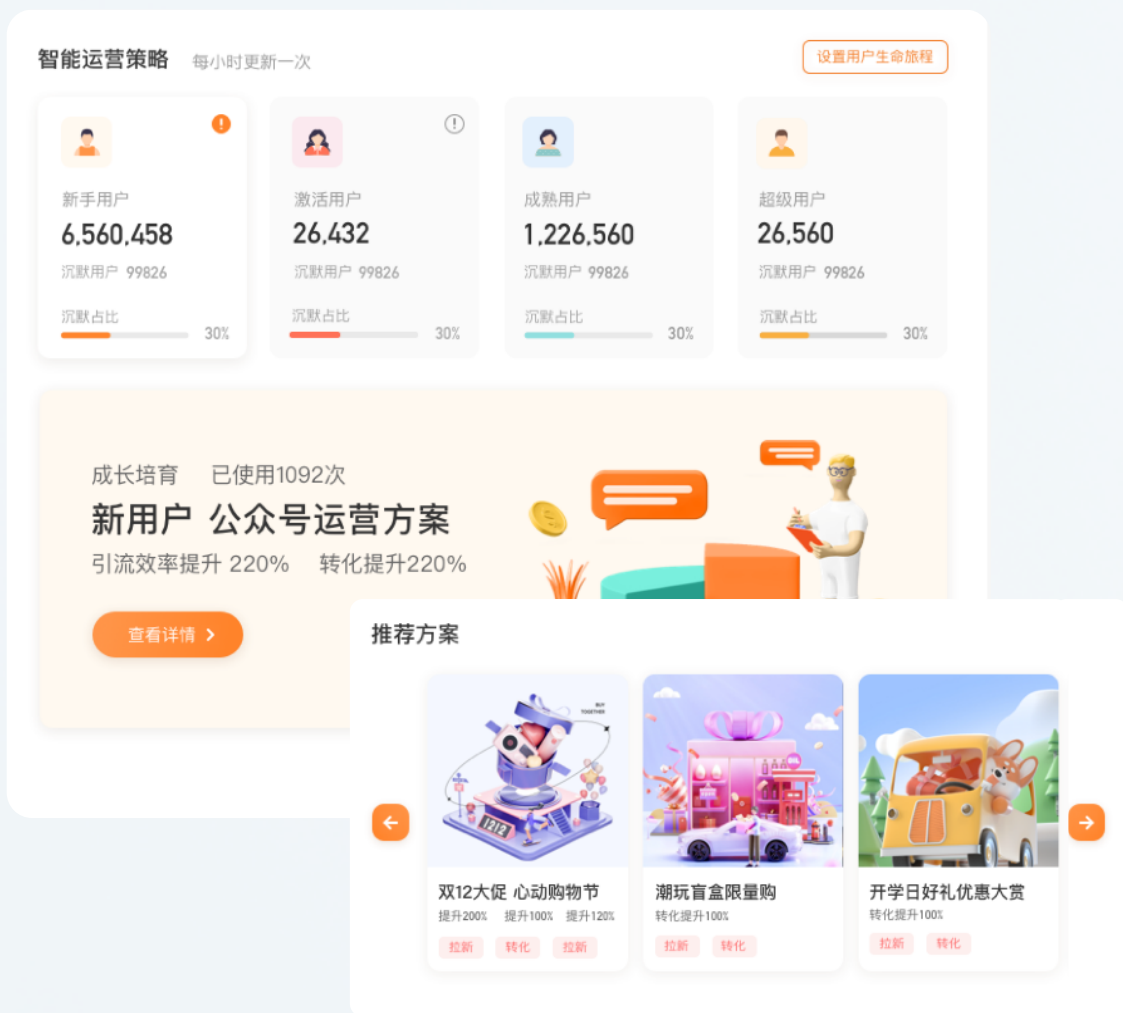 智能运营策略 每小时更新一次
设置用户生命旅程
新手用户
6,560,458
沉默用户 99826
沉默占比
30%
激活用户
26,432
沉默用户 99826
沉默占比
30%
成熟用户
1,226,560
沉默用户 99826
沉默占比
30%
超级用户
26,560
沉默用户 99826
沉默占比
30%
成长培育 已使用1092次
新用户 公众号运营方案
引流效率提升 220% 转化提升220%
查看详情
推荐方案
BUY
TOGETHER
1212
双12大促 心动购物节
提升200% 提升100% 提升120%
拉新 转化 拉新
潮玩盲盒限量购
转化提升100%
拉新 转化
开学日好礼优惠大赏
转化提升100%
拉新 转化